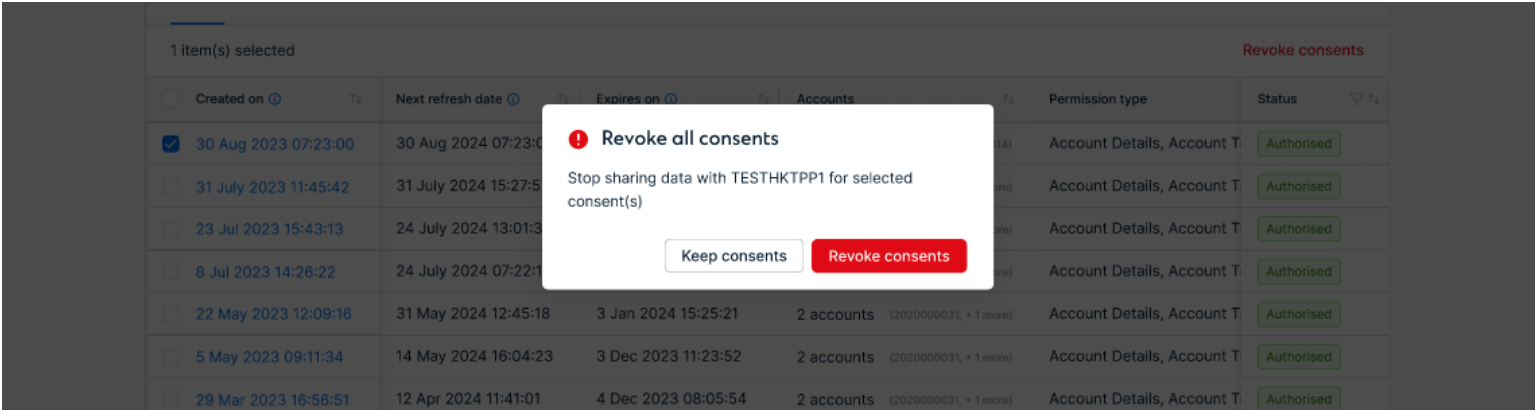 1 item(s) selected Revoke consents
Created on Next refresh date Expires on Accounts Permission type Status
Revoke all consents
30 Aug 2023 07:23:00 30 Aug 2024 07:23:0 14) Account Details, Account T Authorised
Stop sharing data with TESTHKTPP1 for selected
consent(s)
31 July 2023 11:45:42 31 July 2024 15:27:5 ore) Account Details, Account T Authorised
23 Jul 2023 15:43:13 24 July 2024 13:01:3 ore) Account Details, Account T Authorised
Keep consents Revoke consents
8 Jul 2023 14:26:22 24 July 2024 07:22:1 ore) Account Details, Account T Authorised
22 May 2023 12:09:16 31 May 2024 12:45:18 3 Jan 2024 15:25:21 2 accounts (2020000031, + 1 more) Account Details, Account T Authorised
5 May 2023 09:11:34 14 May 2024 16:04:23 3 Dec 2023 11:23:52 2 accounts (2020000031, + 1 more) Account Details, Account T Authorised
29 Mar 2023 16:56:51 12 Apr 2024 11:41:01 4 Dec 2023 08:05:54 2 accounts (2020000031, + 1 more) Account Details, Account T Authorised